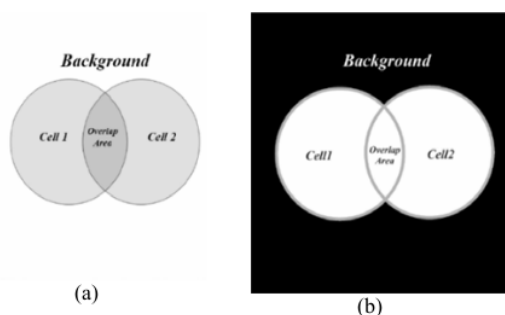 Background
Cell 1
Overlap
Area
Cell 2
(a)
Background
Cell1
Overlap
Area
Cell2
(b)